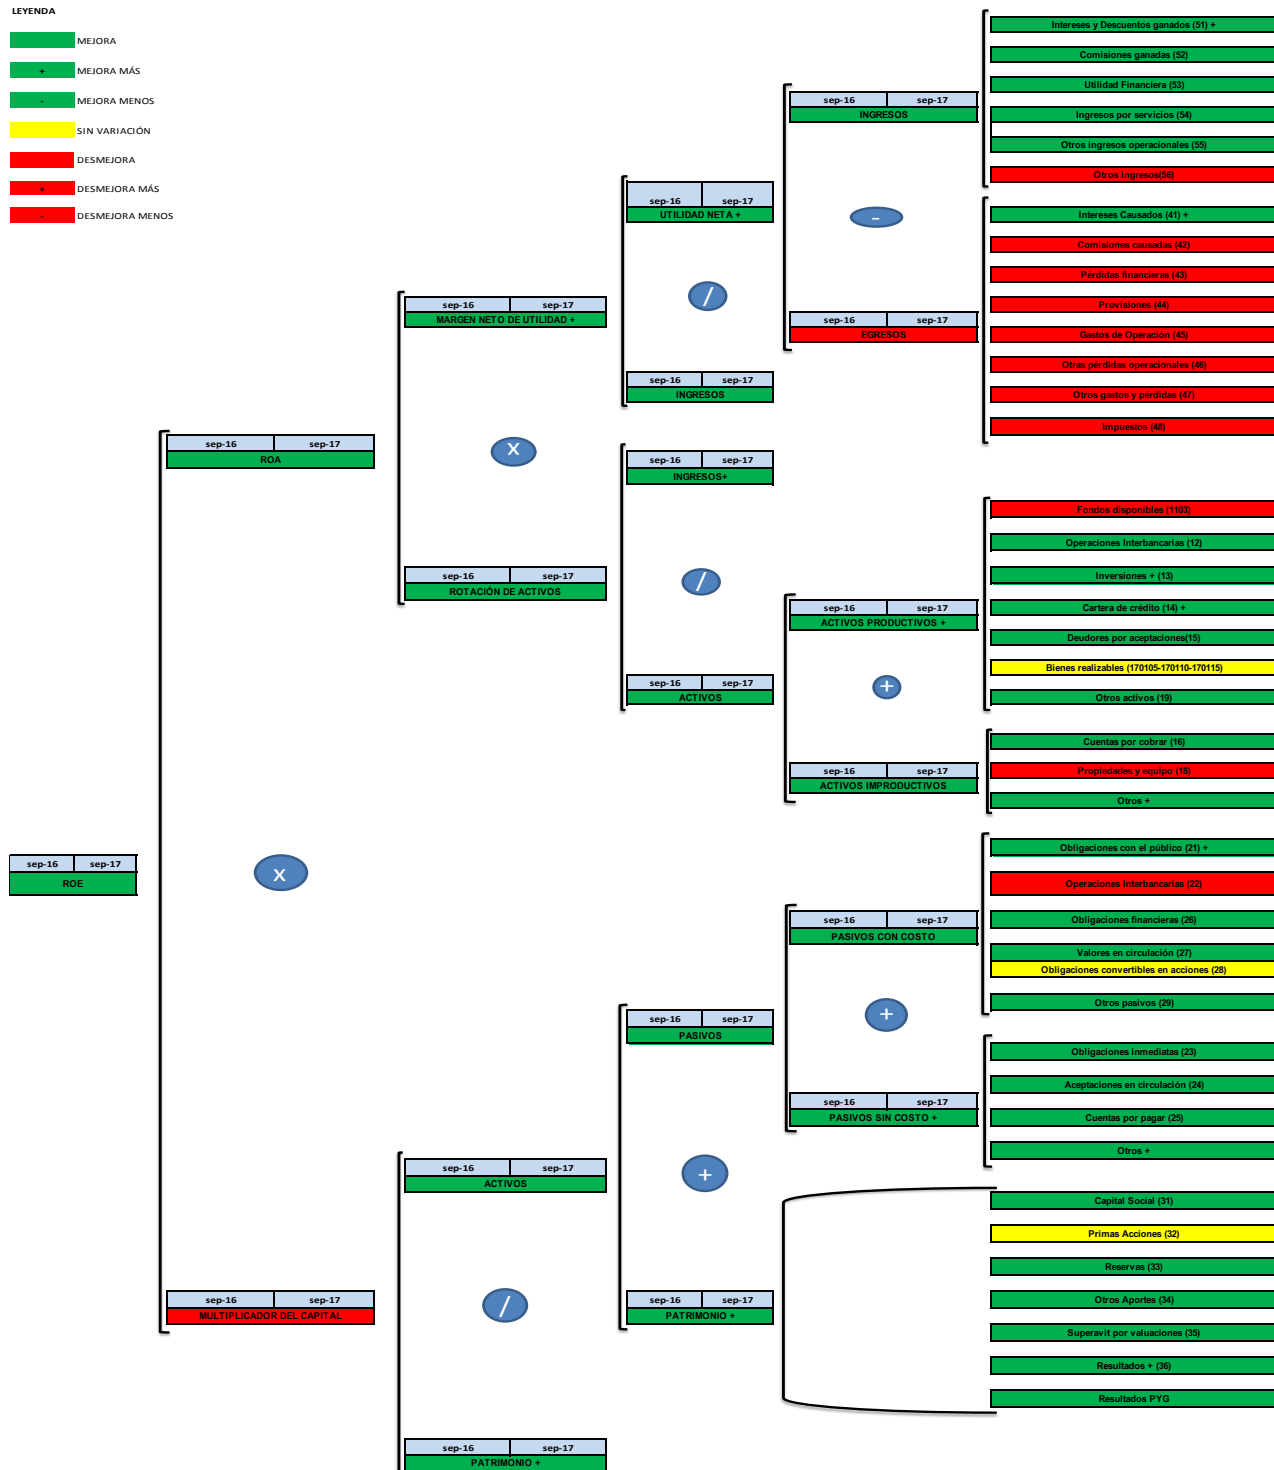 LEYENDA
MEJORA
+ MEJORA MÁS
- MEJORA MENOS
SIN VARIACIÓN
DESMEJORA
+ DESMEJORA MÁS
- DESMEJORA MENOS
sep-16 sep-17
ROE
x
sep-16 sep-17
ROA
sep-16 sep-17
MULTIPLICADOR DEL CAPITAL
sep-16 sep-17
MARGEN NETO DE UTILIDAD +
X
sep-16 sep-17
ROTACIÓN DE ACTIVOS
sep-16 sep-17
ACTIVOS
/
sep-16 sep-17
PATRIMONIO +
sep-16 sep-17
UTILIDAD NETA +
/
sep-16 sep-17
INGRESOS
sep-16 sep-17
INGRESOS+
/
sep-16 sep-17
ACTIVOS
sep-16 sep-17
PASIVOS
+
sep-16 sep-17
PATRIMONIO +
sep-16 sep-17
INGRESOS
-
sep-16 sep-17
EGRESOS
sep-16 sep-17
ACTIVOS PRODUCTIVOS +
+
sep-16 sep-17
ACTIVOS IMPRODUCTIVOS
sep-16 sep-17
PASIVOS CON COSTO
+
sep-16 sep-17
PASIVOS SIN COSTO +
Intereses y Descuentos ganados (51) +
Comisiones ganadas (52)
Utilidad Financiera (53)
Ingresos por servicios (54)
Otros ingresos operacionales (55)
Otros ingresos(56)
Intereses Causados (41) +
Comisiones causadas (42)
Pérdidas financieras (43)
Provisiones (44)
Gastos de Operación (45)
Otras pérdidas operacionales (46)
Otros gastos y pérdidas (47)
Impuestos (48)
Fondos disponibles (1103)
Operaciones Interbancarias (12)
Inversiones + (13)
Cartera de crédito (14) +
Deudores por aceptaciones(15)
Bienes realizables (170105-170110-170115)
Otros activos (19)
Cuentas por cobrar (16)
Propiedades y equipo (18)
Otros +
Obligaciones con el público (21) +
Operaciones Interbancarias (22)
Obligaciones financieras (26)
Valores en circulación (27)
Obligaciones convertibles en acciones (28)
Otros pasivos (29)
Obligaciones inmediatas (23)
Aceptaciones en circulación (24)
Cuentas por pagar (25)
Otros +
Capital Social (31)
Primas Acciones (32)
Reservas (33)
Otros Aportes (34)
Superavit por valuaciones (35)
Resultados + (36)
Resultados PYG